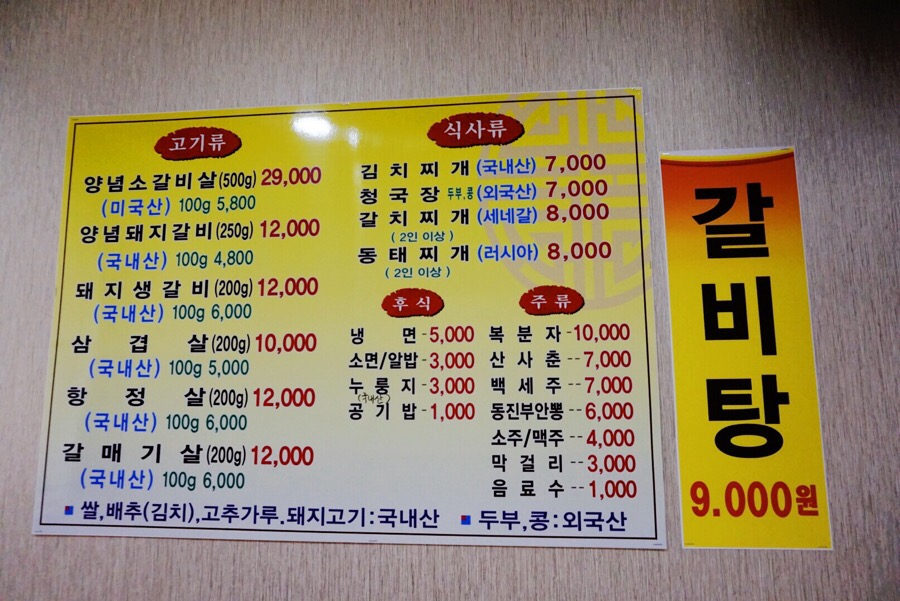 고기류
양념소갈비살(500g) 29,000
(미국산) 100g 5,800
양념돼지갈비(250g) 12,000
(국내산) 100g 4,800
돼지생갈비(200g) 12,000
(국내산) 100g 6,000
삼겹살(200g) 10,000
(국내산) 100g 5,000
항정살(200g) 12,000
(국내산) 100g 6,000
갈매기살(200g) 12,000
(국내산) 100g 6,000
식사류
김치찌개(국내산) 7,000
청국장 두부,콩(외국산) 7,000
갈치찌개(세네갈) 8,000
(2인 이상)
동태찌개(러시아) 8,000
(2인 이상)
후식
냉면-5,000
소면/알밥-3,000
누룽지-3,000
(국내산)
공기밥-1,000
주류
복분자-10,000
산사춘--7,000
백세주--7,000
동진부안뽕--6,000
소주/맥주--4,000
막걸리--3,000
음료수--1,000
쌀,배추(김치),고추가루.돼지고기:국내산 두부,콩:외국산
갈비탕
9.000원